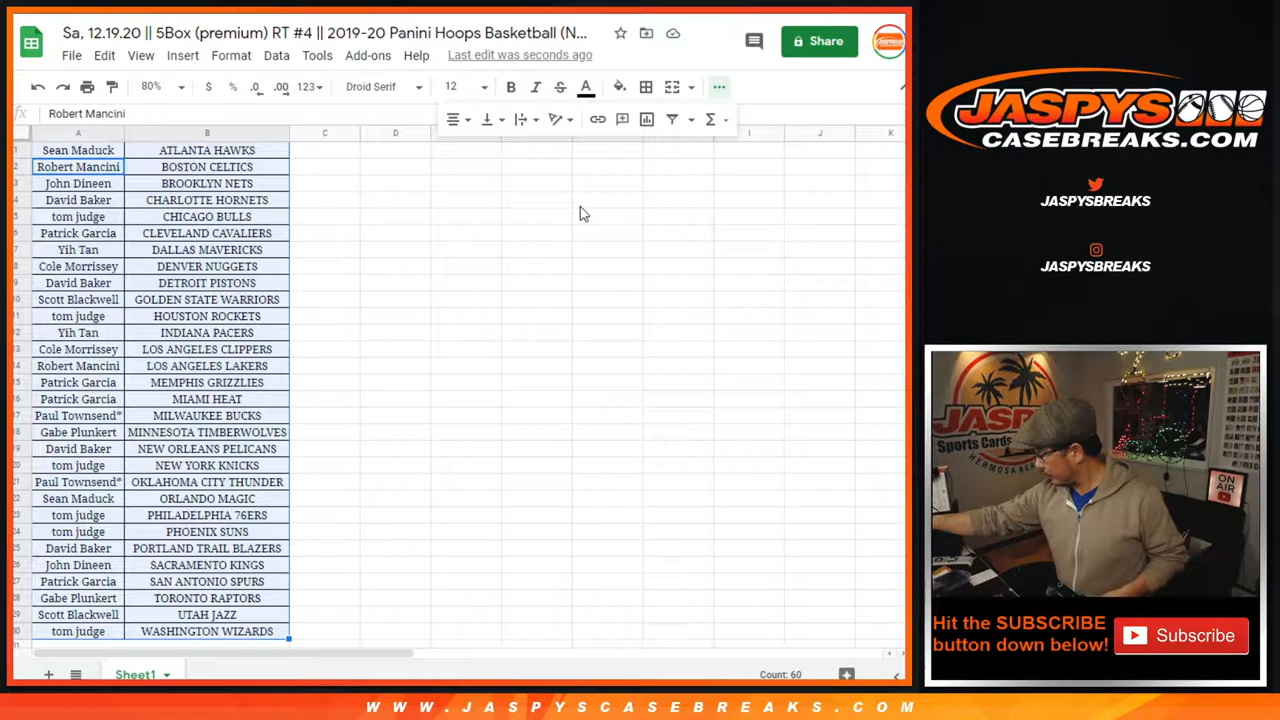 Sa, 12.19.20 || 5Box (premium) RT #4 || 2019-20 Panini Hoops Basketball (N...
File Edit View Insert Format Data Tools Add-ons Help Last edit was seconds ago
Share
80% $ % .0 .00 123 Droid Serif 12 B I S A
fx Robert Mancini
A B C D E F G H I J K
1 Sean Maduck ATLANTA HAWKS
2 Robert Mancini BOSTON CELTICS
3 John Dineen BROOKLYN NETS
4 David Baker CHARLOTTE HORNETS
5 tom judge CHICAGO BULLS
6 Patrick Garcia CLEVELAND CAVALIERS
7 Yih Tan DALLAS MAVERICKS
8 Cole Morrissey DENVER NUGGETS
9 David Baker DETROIT PISTONS
10 Scott Blackwell GOLDEN STATE WARRIORS
11 tom judge HOUSTON ROCKETS
12 Yih Tan INDIANA PACERS
13 Cole Morrissey LOS ANGELES CLIPPERS
14 Robert Mancini LOS ANGELES LAKERS
15 Patrick Garcia MEMPHIS GRIZZLIES
16 Patrick Garcia MIAMI HEAT
17 Paul Townsend* MILWAUKEE BUCKS
18 Gabe Plunkert MINNESOTA TIMBERWOLVES
19 David Baker NEW ORLEANS PELICANS
20 tom judge NEW YORK KNICKS
21 Paul Townsend* OKLAHOMA CITY THUNDER
22 Sean Maduck ORLANDO MAGIC
23 tom judge PHILADELPHIA 76ERS
24 tom judge PHOENIX SUNS
25 David Baker PORTLAND TRAIL BLAZERS
26 John Dineen SACRAMENTO KINGS
27 Patrick Garcia SAN ANTONIO SPURS
28 Gabe Plunkert TORONTO RAPTORS
29 Scott Blackwell UTAH JAZZ
30 tom judge WASHINGTON WIZARDS
31
Sheet1 Count: 60
JASPYS
CASEBREAKS.COM
JASPYSBREAKS
JASPYSBREAKS
JASPYS
Sports Cards
HERMOSA BEA
ON AIR
Hit the SUBSCRIBE
button down below!
Subscribe
WWW.JASPYSCASEBREAKS.COM